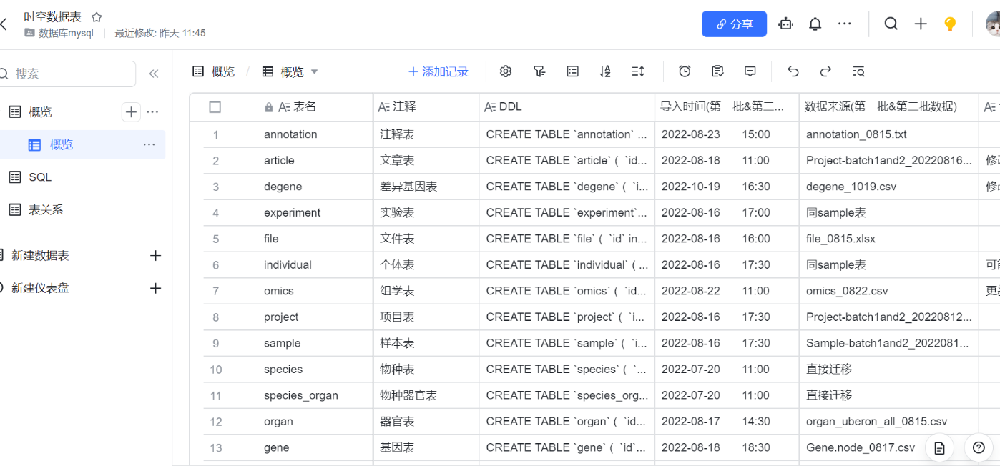 时空数据表
数据库mysql 最近修改: 昨天 11:45
分享
搜索
概览
概览
SQL
表关系
新建数据表
新建仪表盘
概览 / 概览
添加记录
表名 注释 DDL 导入时间(第一批&第二... 数据来源(第一批&第二批数据)
1 annotation 注释表 CREATE TABLE `annotation` ... 2022-08-23 15:00 annotation_0815.txt
2 article 文章表 CREATE TABLE `article` ( `id... 2022-08-18 11:00 Project-batch1and2_20220816...
3 degene 差异基因表 CREATE TABLE `degene` ( `i... 2022-10-19 16:30 degene_1019.csv
4 experiment 实验表 CREATE TABLE `experiment`... 2022-08-16 17:00 同sample表
5 file 文件表 CREATE TABLE `file` ( `id` in... 2022-08-16 16:00 file_0815.xlsx
6 individual 个体表 CREATE TABLE `individual` ( ... 2022-08-16 17:30 同sample表 可
7 omics 组学表 CREATE TABLE `omics` ( `id... 2022-08-22 11:00 omics_0822.csv 更
8 project 项目表 CREATE TABLE `project` ( `i... 2022-08-16 17:30 Project-batch1and2_20220812...
9 sample 样本表 CREATE TABLE `sample` ( `i... 2022-08-16 17:30 Sample-batch1and2_2022081...
10 species 物种表 CREATE TABLE `species` ( `... 2022-07-20 11:00 直接迁移
11 species_organ 物种器官表 CREATE TABLE `species_org... 2022-07-20 11:00 直接迁移
12 organ 器官表 CREATE TABLE `organ` ( `id... 2022-08-17 14:30 organ_uberon_all_0815.csv
13 gene 基因表 CREATE TABLE `gene` ( `id`... 2022-08-18 18:30 Gene.node_0817.csv